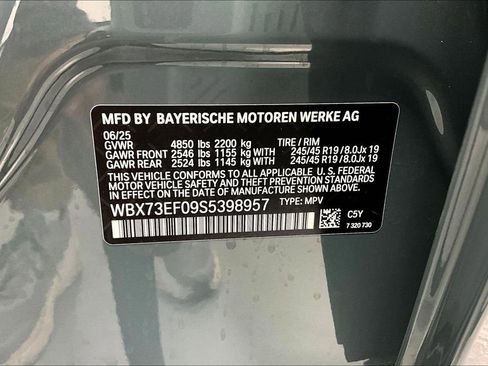 MFD BY BAYERISCHE MOTOREN WERKE AG
06/25
GVWR 4850 lbs 2200 kg TIRE / RIM
GAWR FRONT 2546 lbs 1155 kg WITH 245/45 R19 / 8.0Jx 19
GAWR REAR 2524 lbs 1145 kg WITH 245/45 R19 / 8.0Jx 19
THIS VEHICLE CONFORMS TO ALL APPLICABLE U. S. FEDERAL
MOTOR VEHICLE SAFETY, BUMPER, AND THEFT PREVENTION
STANDARDS IN EFFECT ON THE DATE OF MANUFACTURE SHOWN ABOVE.
WBX73EF09S5398957 TYPE: MPV
C5Y
7 320 730